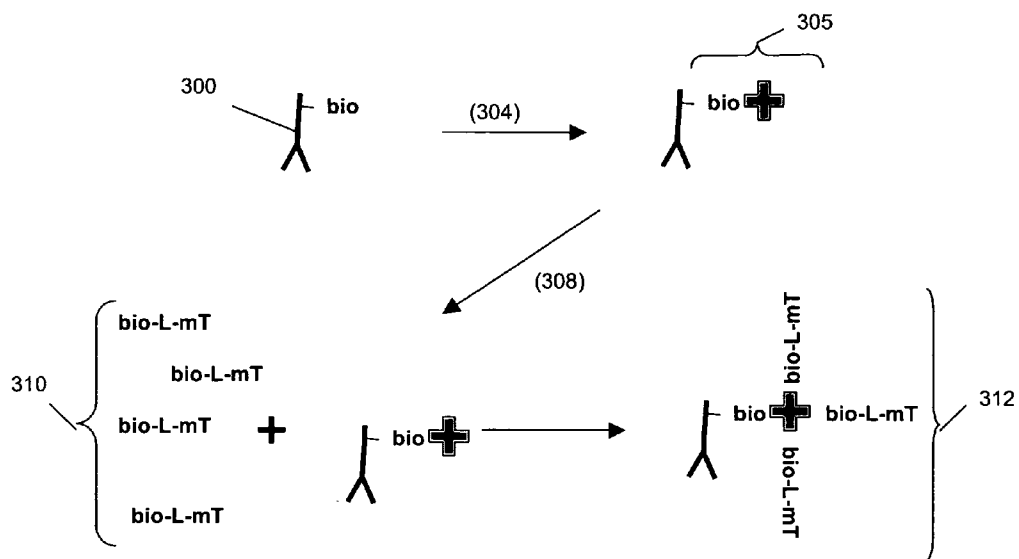 305
300
bio
(304)
bio
(308)
310
bio-L-mT
bio-L-mT
bio-L-mT
+
bio-L-mT
bio
bio-L-mT
bio
bio-L-mT
bio-L-mT
312